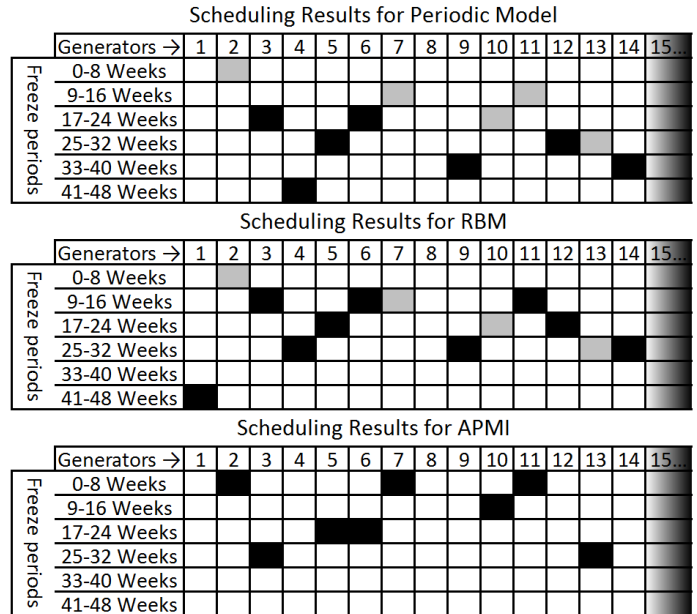 Scheduling Results for Periodic Model
Generators → 1 2 3 4 5 6 7 8 9 10 11 12 13 14 15...
Freeze periods
0-8 Weeks
9-16 Weeks
17-24 Weeks
25-32 Weeks
33-40 Weeks
41-48 Weeks
Scheduling Results for RBM
Generators → 1 2 3 4 5 6 7 8 9 10 11 12 13 14 15...
Freeze periods
0-8 Weeks
9-16 Weeks
17-24 Weeks
25-32 Weeks
33-40 Weeks
41-48 Weeks
Scheduling Results for APMI
Generators → 1 2 3 4 5 6 7 8 9 10 11 12 13 14 15...
Freeze periods
0-8 Weeks
9-16 Weeks
17-24 Weeks
25-32 Weeks
33-40 Weeks
41-48 Weeks